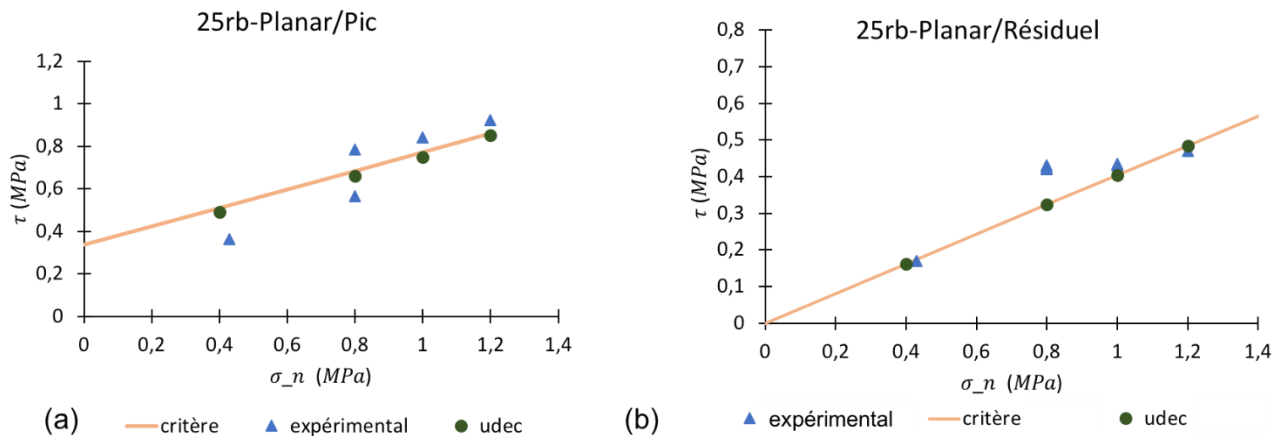 25rb-Planar/Pic
1,2
1
0,8
0,6
0,4
0,2
0
τ (MPa)
0 0,2 0,4 0,6 0,8 1 1,2 1,4
σ_n (MPa)
(a) critère expérimental udec
25rb-Planar/Résiduel
0,8
0,7
0,6
0,5
0,4
0,3
0,2
0,1
0
τ (MPa)
0 0,2 0,4 0,6 0,8 1 1,2 1,4
σ_n (MPa)
(b) expérimental critère udec